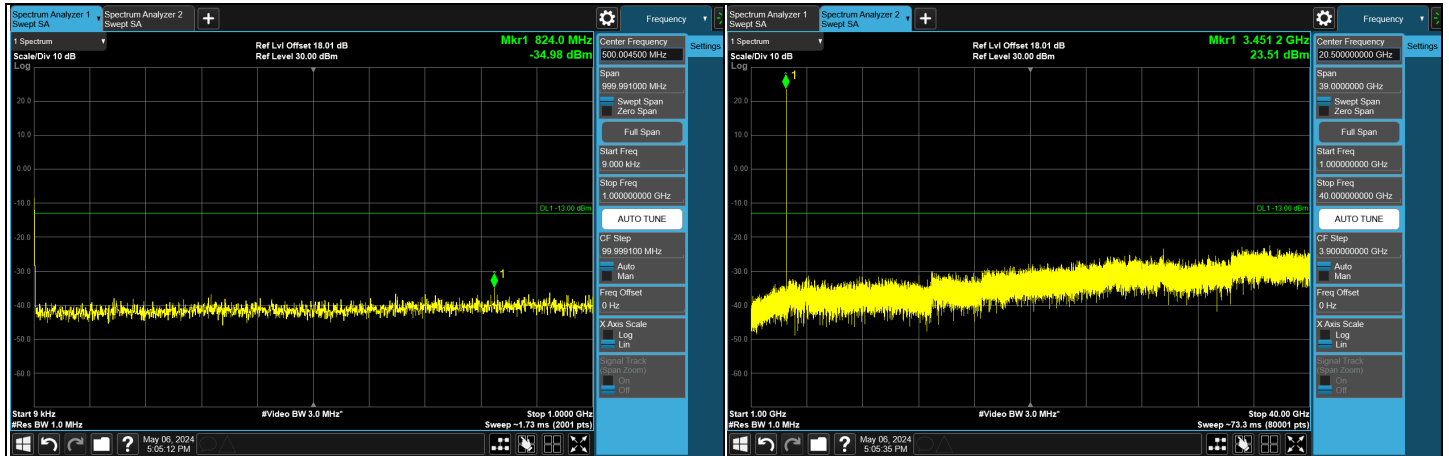 Spectrum Analyzer 1
Swept SA
Spectrum Analyzer 2
Swept SA
+
Frequency
1 Spectrum
Scale/Div 10 dB
Log
Ref Lvl Offset 18.01 dB
Ref Level 30.00 dBm
Mkr1 824.0 MHz
-34.98 dBm
20.0
10.0
0.00
-10.0
-20.0
-30.0
-40.0
-50.0
-60.0
DL1 -13.00 dBm
1
Start 9 kHz
#Res BW 1.0 MHz
#Video BW 3.0 MHz*
Stop 1.0000 GHz
Sweep ~1.73 ms (2001 pts)
Center Frequency
500.004500 MHz
Settings
Span
999.991000 MHz
Swept Span
Zero Span
Full Span
Start Freq
9.000 kHz
Stop Freq
1.000000000 GHz
AUTO TUNE
CF Step
99.999100 MHz
Auto
Man
Freq Offset
0 Hz
X Axis Scale
Log
Lin
Signal Track
(Span Zoom)
On
Off
?
May 06, 2024
5:05:12 PM
Spectrum Analyzer 1
Swept SA
Spectrum Analyzer 2
Swept SA
+
Frequency
1 Spectrum
Scale/Div 10 dB
Log
Ref Lvl Offset 18.01 dB
Ref Level 30.00 dBm
Mkr1 3.451 2 GHz
23.51 dBm
20.0
10.0
0.00
-10.0
-20.0
-30.0
-40.0
-50.0
-60.0
DL1 -13.00 dBm
1
Start 1.00 GHz
#Res BW 1.0 MHz
#Video BW 3.0 MHz*
Stop 40.00 GHz
Sweep ~73.3 ms (80001 pts)
Center Frequency
20.500000000 GHz
Settings
Span
39.0000000 GHz
Swept Span
Zero Span
Full Span
Start Freq
1.000000000 GHz
Stop Freq
40.000000000 GHz
AUTO TUNE
CF Step
3.900000000 GHz
Auto
Man
Freq Offset
0 Hz
X Axis Scale
Log
Lin
Signal Track
(Span Zoom)
On
Off
?
May 06, 2024
5:05:35 PM